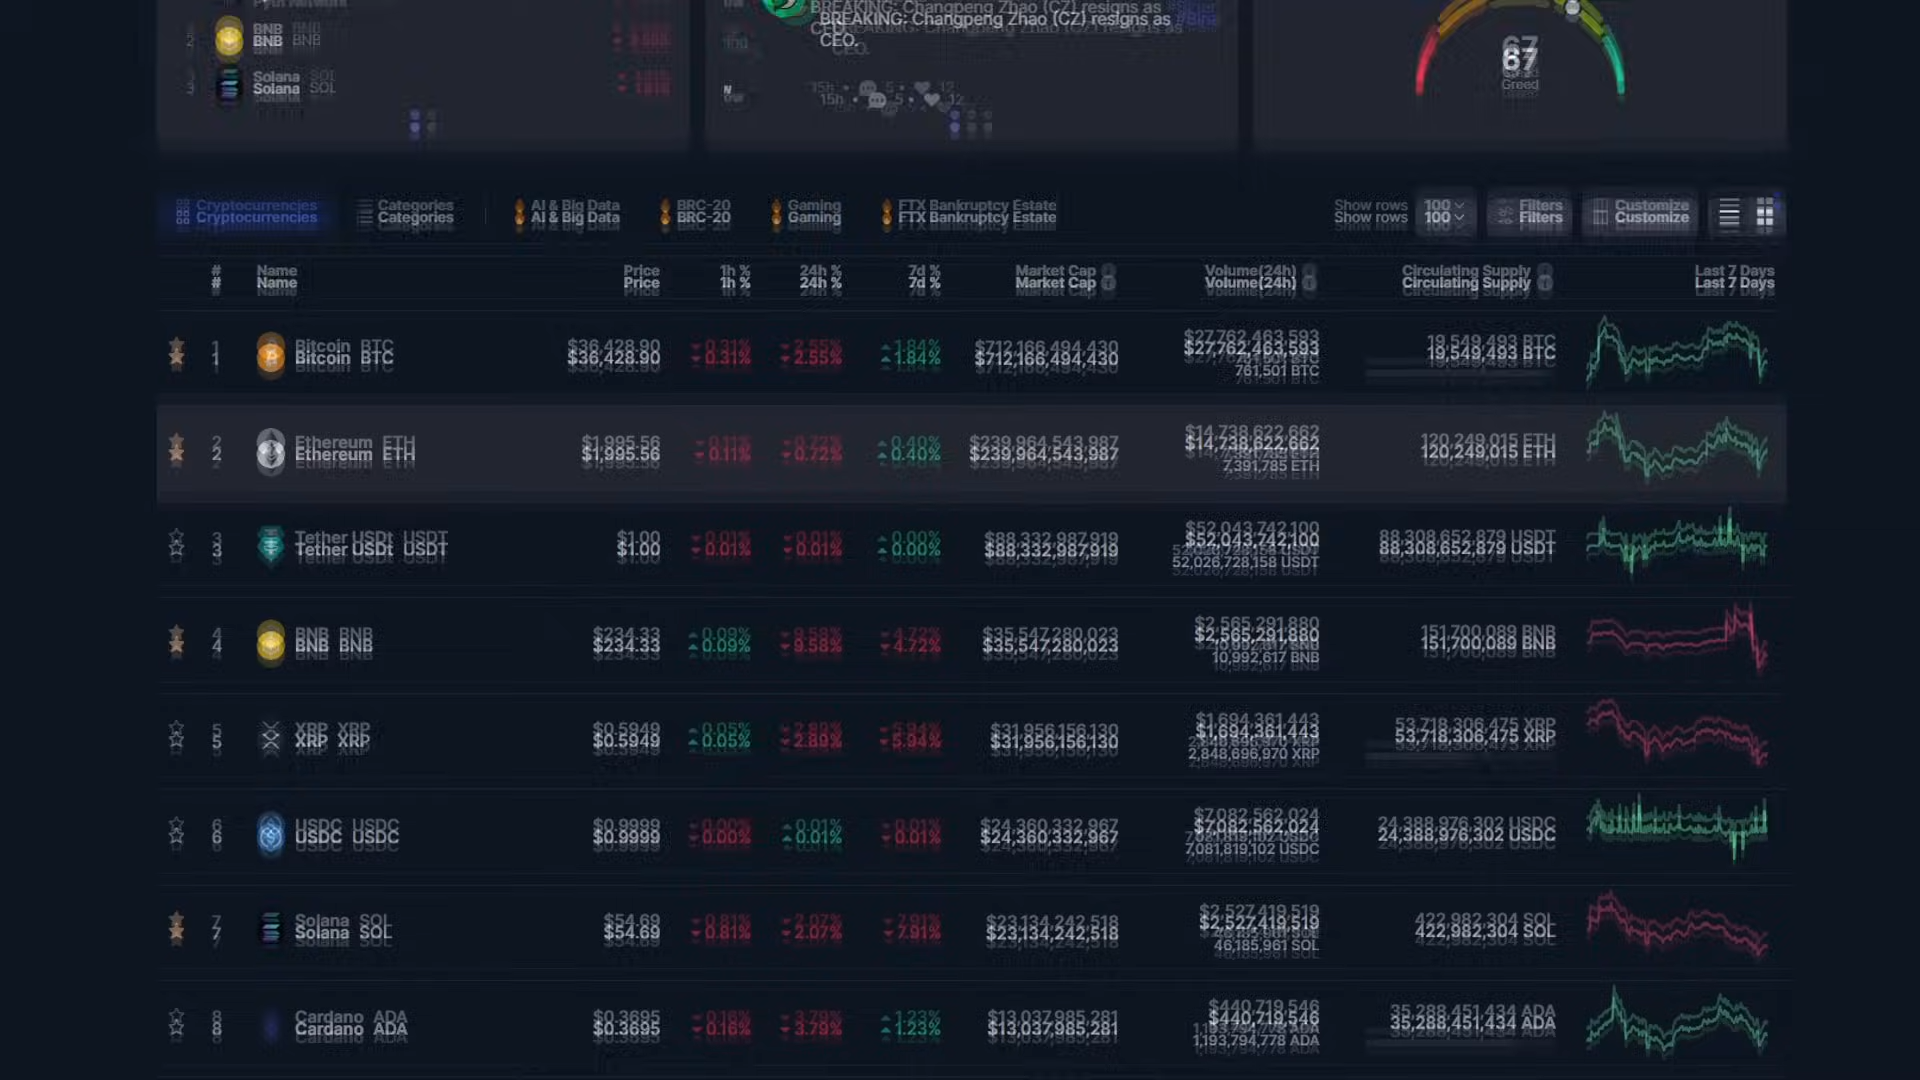 2 BNB BNB
3 Solana SOL
BREAKING: Changpeng Zhao (CZ) resigns as
CEO.
15h • 5 • 12
67
Greed
Cryptocurrencies Categories AI & Big Data BRC-20 Gaming FTX Bankruptcy Estate Show rows 100 Filters Customize
# Name Price 1h % 24h % 7d % Market Cap Volume(24h) Circulating Supply Last 7 Days
1 Bitcoin BTC $36,428.90 0.31% 2.55% 1.84% $712,166,494,430 $27,762,463,593 19,549,493 BTC
761,501 BTC
2 Ethereum ETH $1,995.56 0.11% 0.72% 0.40% $239,964,543,987 $14,738,622,662 120,249,015 ETH
7,391,785 ETH
3 Tether USDt USDT $1.00 0.01% 0.01% 0.00% $88,332,987,919 $52,043,742,100 88,308,652,879 USDT
52,026,728,158 USDT
4 BNB BNB $234.33 0.09% 9.58% 4.72% $35,547,280,023 $2,565,291,880 151,700,089 BNB
10,992,617 BNB
5 XRP XRP $0.5949 0.05% 2.89% 5.94% $31,956,156,130 $1,694,361,443 53,718,306,475 XRP
2,848,696,970 XRP
6 USDC USDC $0.9999 0.00% 0.01% 0.01% $24,360,332,967 $7,082,562,024 24,388,976,302 USDC
7,081,819,102 USDC
7 Solana SOL $54.69 0.81% 2.07% 7.91% $23,134,242,518 $2,527,419,519 422,982,304 SOL
46,185,961 SOL
8 Cardano ADA $0.3695 0.16% 3.79% 1.23% $13,037,985,281 $440,719,546 35,288,451,434 ADA
1,193,794,778 ADA